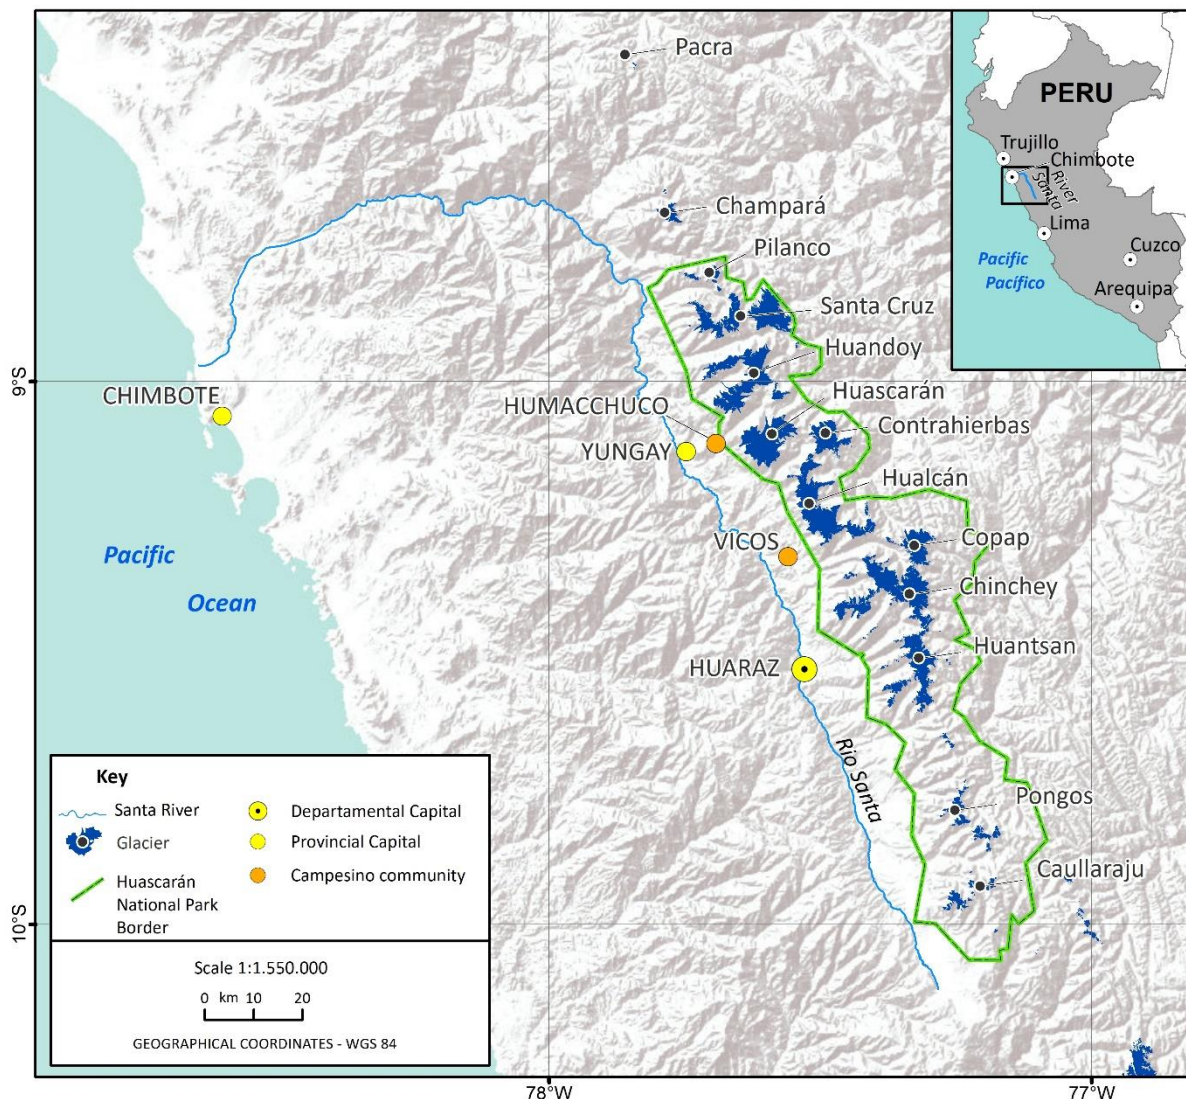 Pacra
Champará
Pilanco
Santa Cruz
Huandoy
Huascarán
Contrahierbas
Hualcán
Copap
Chinchey
Huantsan
Pongos
Caullaraju
CHIMBOTE
HUMACCHUCO
YUNGAY
VICOS
HUARAZ
Rio Santa
Pacific
Ocean
9°S
10°S
78°W
77°W
PERU
Trujillo
Chimbote
Santa
River
Lima
Cuzco
Arequipa
Pacific
Pacífico
Key
Santa River
Glacier
Huascarán
National Park
Border
Departamental Capital
Provincial Capital
Campesino community
Scale 1:1.550.000
0 km 10 20
GEOGRAPHICAL COORDINATES - WGS 84